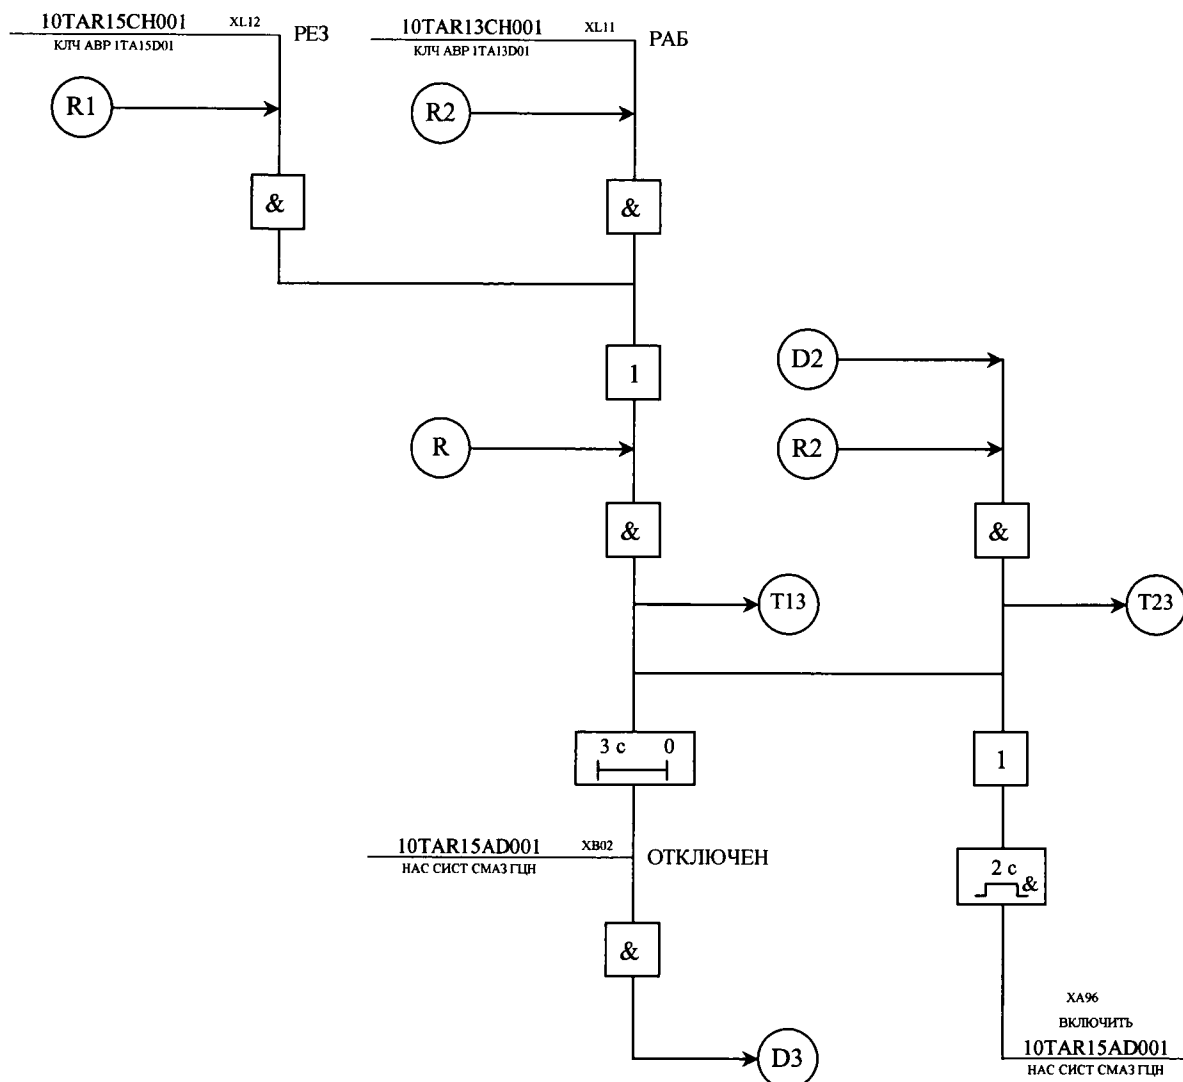 10TAR15CH001 XL12 РЕЗ
КЛЧ АВР 1TA15D01
10TAR13CH001 XL11 РАБ
КЛЧ АВР 1TA13D01
R1
R2
&
&
1
D2
R
R2
&
&
T13
T23
3 с 0
1
10TAR15AD001 XB02 ОТКЛЮЧЕН
НАС СИСТ СМАЗ ГЦН
2 с
&
&
XA96
ВКЛЮЧИТЬ
10TAR15AD001
НАС СИСТ СМАЗ ГЦН
D3